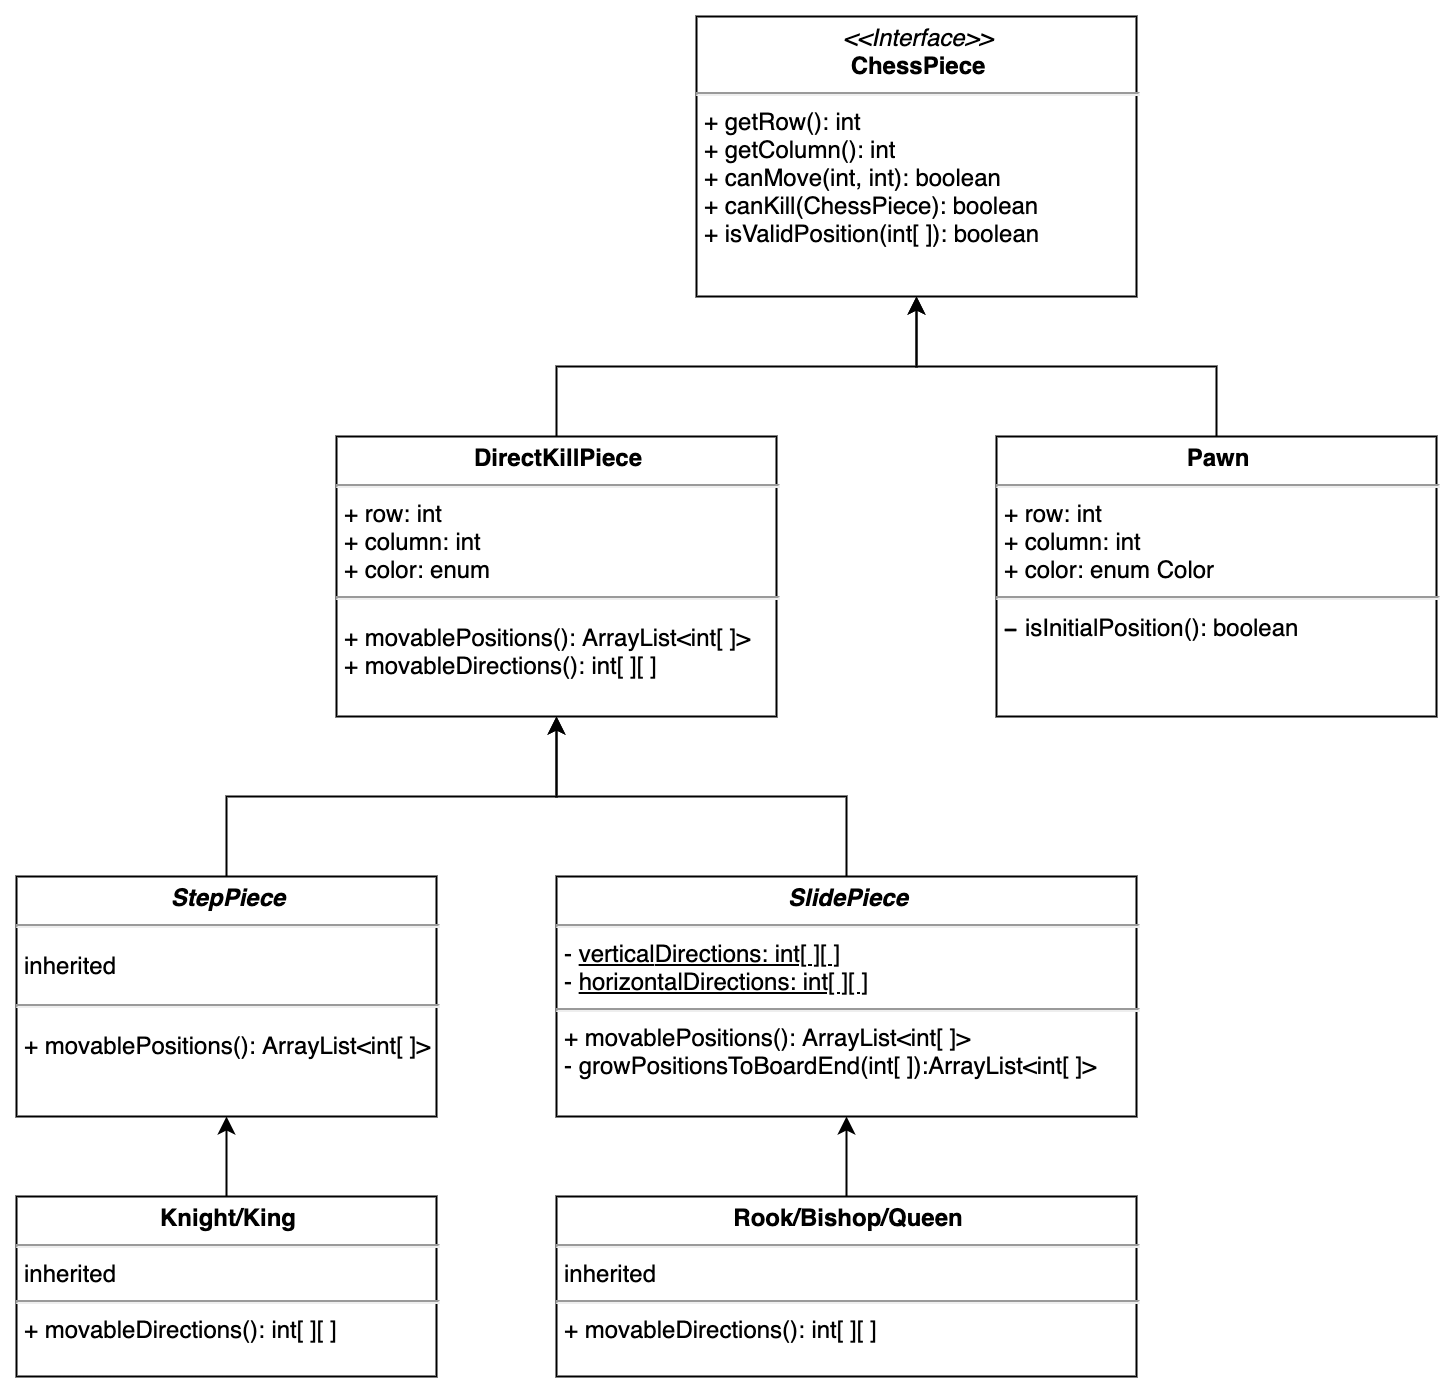 <<Interface>>
ChessPiece
+ getRow(): int
+ getColumn(): int
+ canMove(int, int): boolean
+ canKill(ChessPiece): boolean
+ isValidPosition(int[ ]): boolean
DirectKillPiece
+ row: int
+ column: int
+ color: enum
+ movablePositions(): ArrayList<int[ ]>
+ movableDirections(): int[ ][ ]
Pawn
+ row: int
+ column: int
+ color: enum Color
– isInitialPosition(): boolean
StepPiece
inherited
+ movablePositions(): ArrayList<int[ ]>
SlidePiece
- verticalDirections: int[ ][ ]
- horizontalDirections: int[ ][ ]
+ movablePositions(): ArrayList<int[ ]>
- growPositionsToBoardEnd(int[ ]):ArrayList<int[ ]>
Knight/King
inherited
+ movableDirections(): int[ ][ ]
Rook/Bishop/Queen
inherited
+ movableDirections(): int[ ][ ]